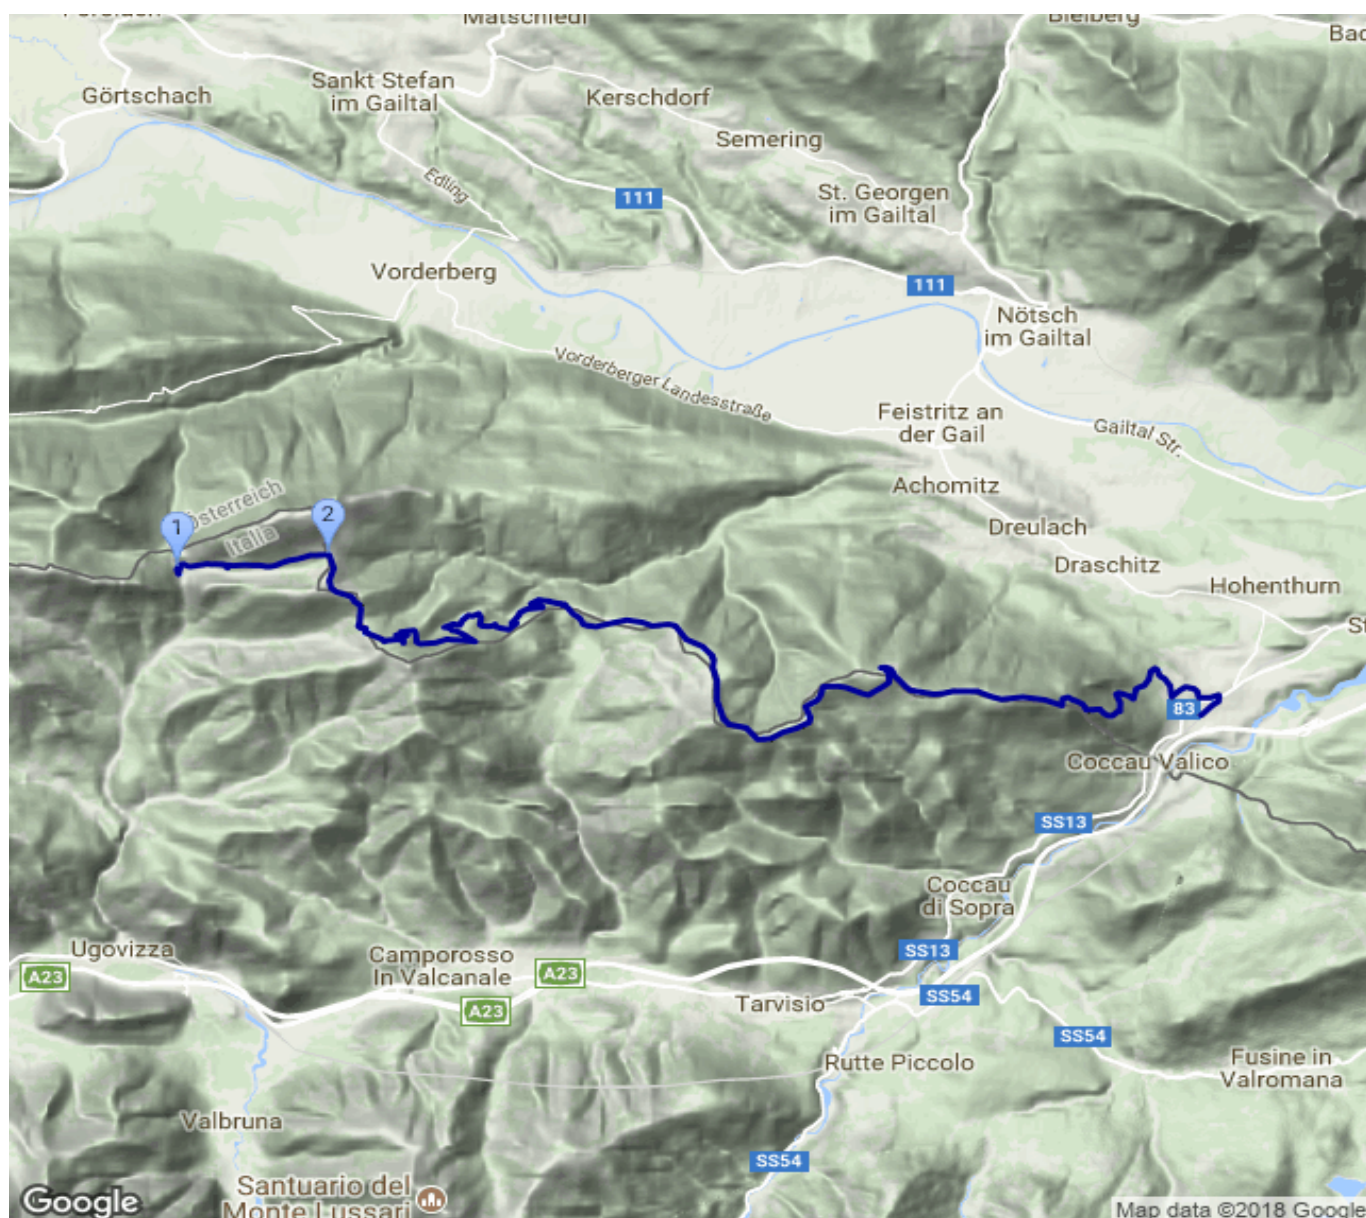 Matschiedl
Bleiberg
Sankt Stefan
im Gailtal
Görtschach
Kerschdorf
Semering
Edling
111
St. Georgen
im Gailtal
Vorderberg
111
Nötsch
im Gailtal
Vorderberger Landesstraße
Feistritz an
der Gail
Gailtal Str.
Achomitz
Österreich
Italia
1
2
Dreulach
Draschitz
Hohenthurn
St
83
Coccau Valico
SS13
Coccau
di Sopra
Ugovizza
Camporosso
In Valcanale
SS13
A23
A23
A23
SS54
Tarvisio
SS54
Rutte Piccolo
Fusine in
Valromana
Valbruna
SS54
Santuario del
Monte Lussari
Google
Map data ©2018 Google